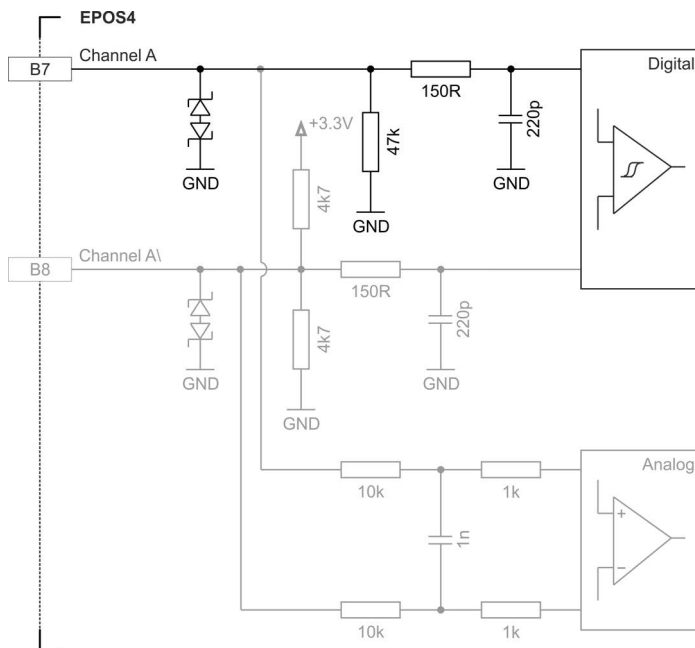 EPOS4
Channel A
B7
Digital
150R
220p
47k
+3.3V
GND
GND
GND
4k7
Channel A\
B8
150R
220p
4k7
GND
GND
GND
Analog
10k
1k
1n
+
−
10k
1k